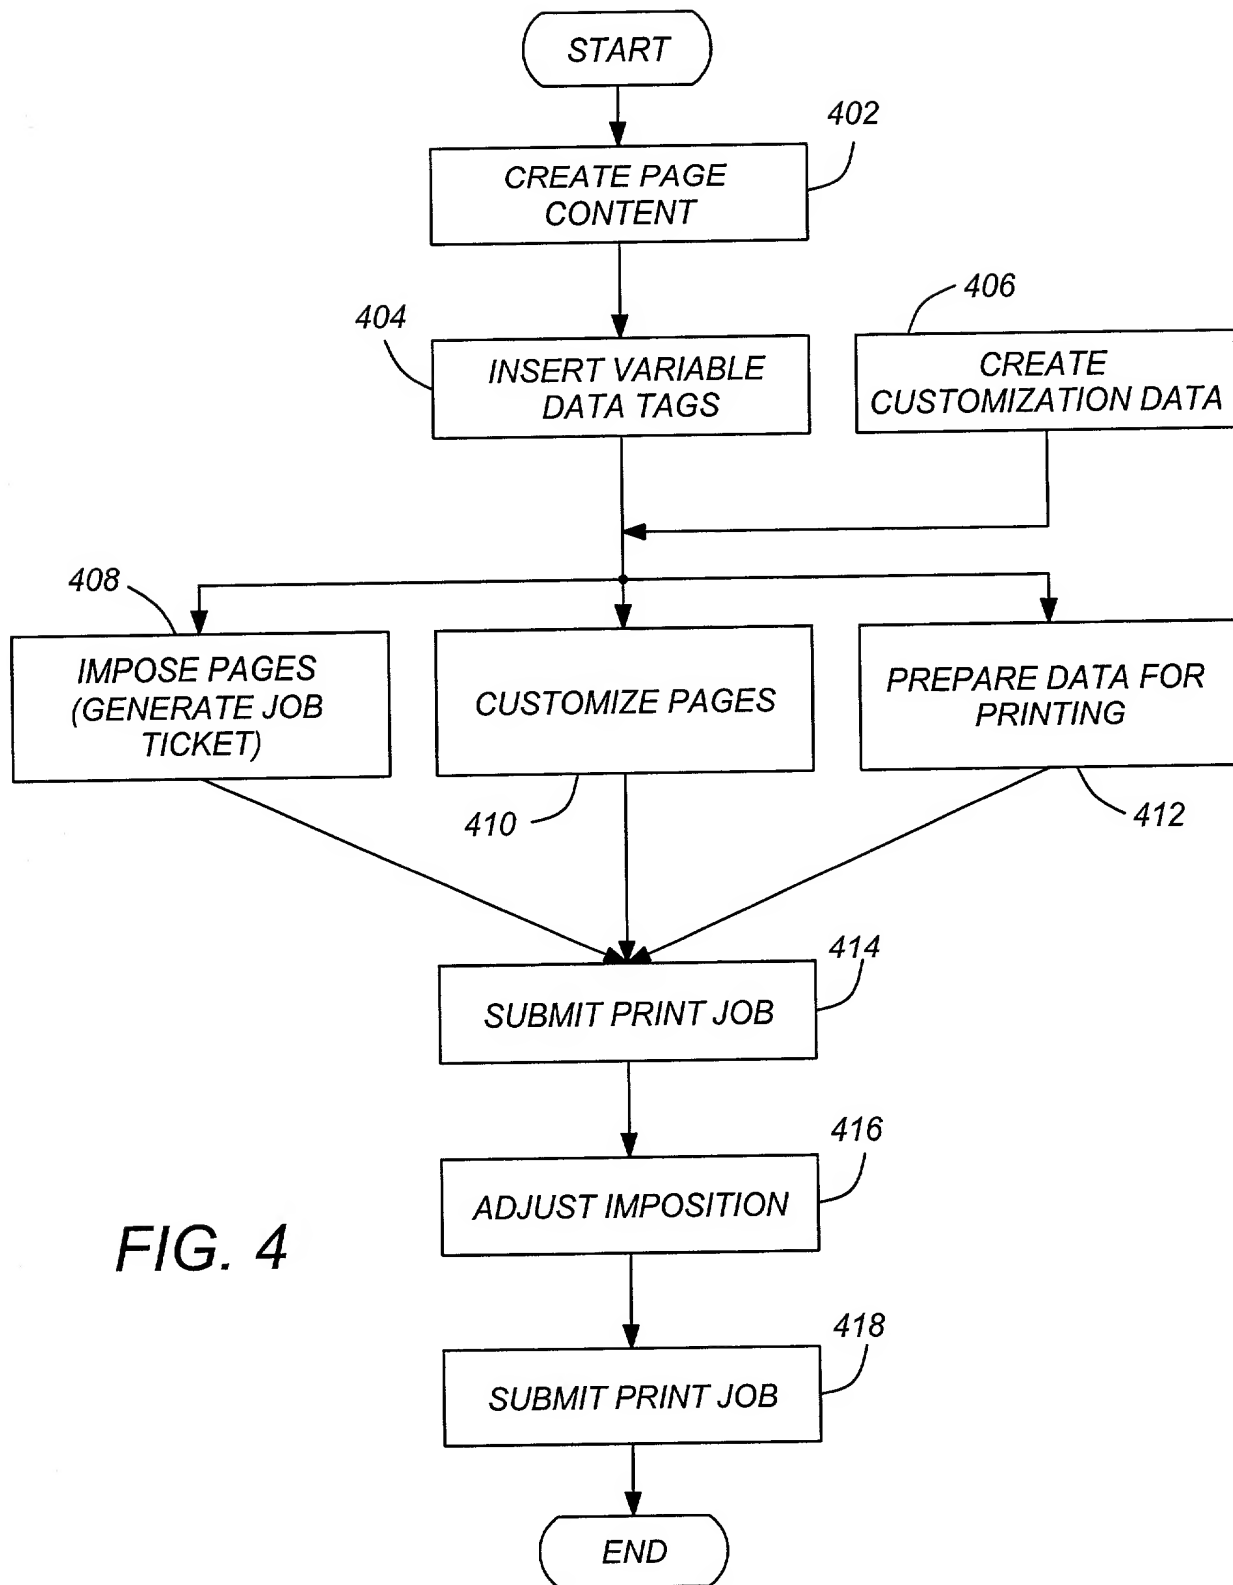 START
402
CREATE PAGE
CONTENT
404
INSERT VARIABLE
DATA TAGS
406
CREATE
CUSTOMIZATION DATA
408
IMPOSE PAGES
(GENERATE JOB
TICKET)
CUSTOMIZE PAGES
410
PREPARE DATA FOR
PRINTING
412
414
SUBMIT PRINT JOB
416
ADJUST IMPOSITION
FIG. 4
418
SUBMIT PRINT JOB
END